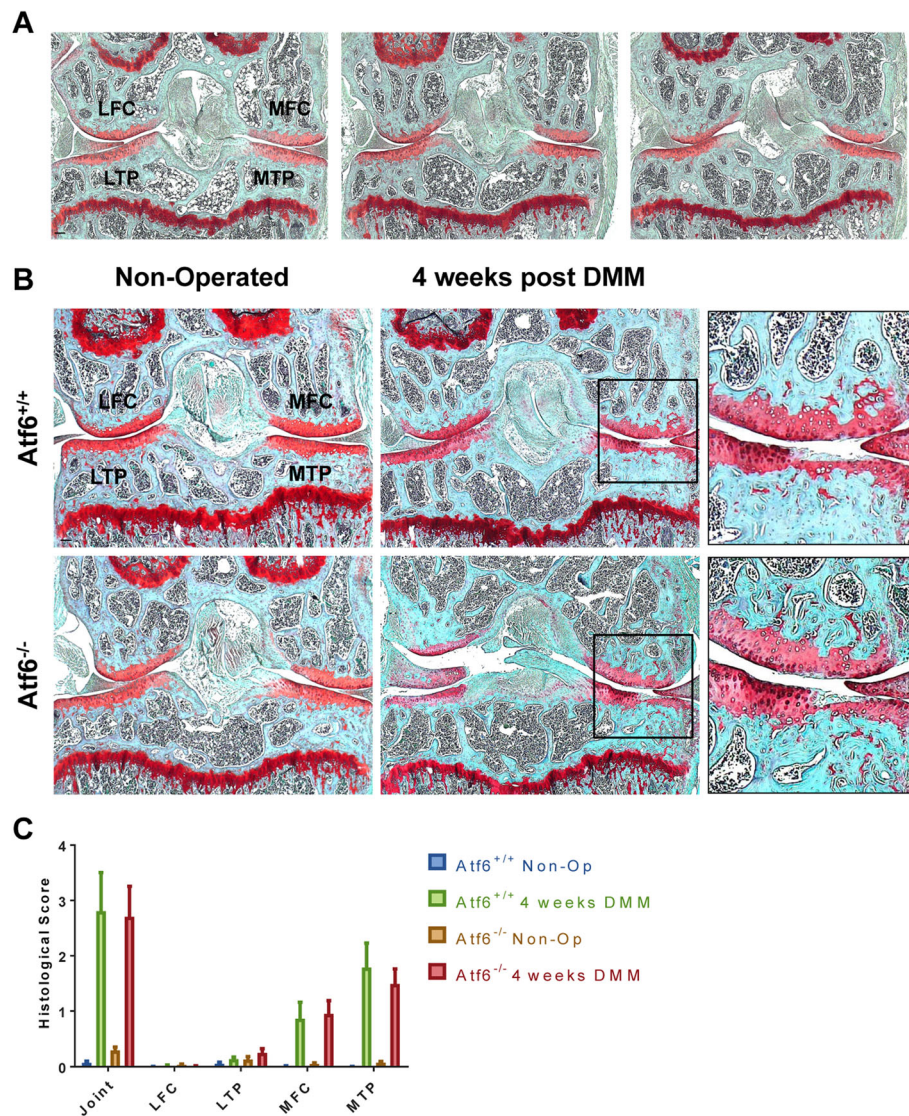 A
LFC
MFC
LTP
MTP
B
Non-Operated
4 weeks post DMM
Atf6+/+
LFC
MFC
LTP
MTP
Atf6-/-
C
Histological Score
4
3
2
1
0
Joint
LFC
LTP
MFC
MTP
Atf6+/+ Non-Op
Atf6+/+ 4 weeks DMM
Atf6-/- Non-Op
Atf6-/- 4 weeks DMM